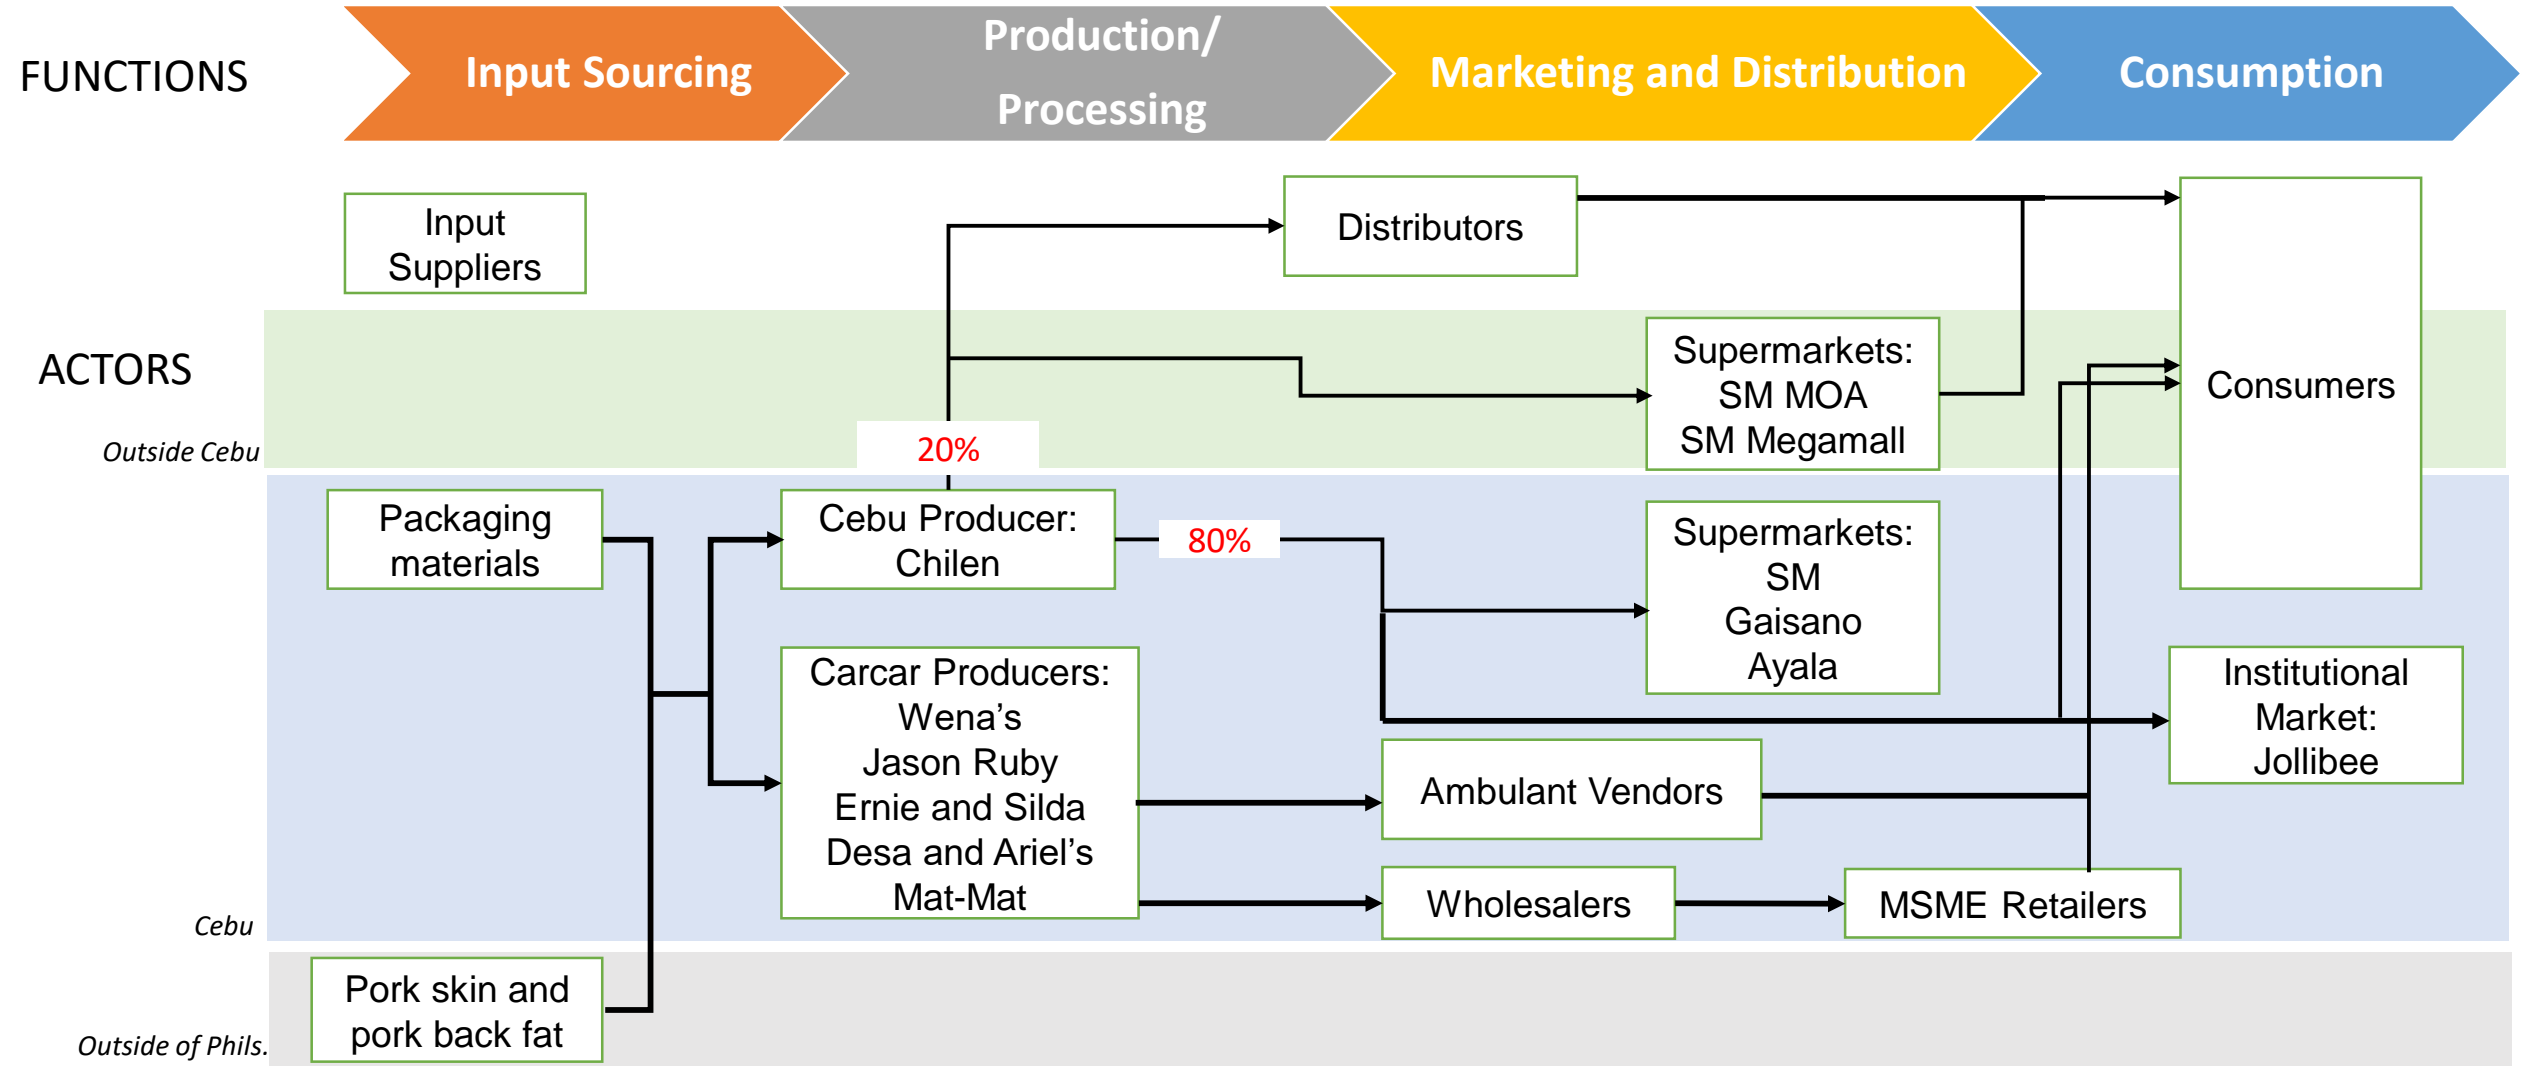 FUNCTIONS
Input Sourcing
Production/
Processing
Marketing and Distribution
Consumption
Input
Suppliers
Distributors
ACTORS
Supermarkets:
SM MOA
SM Megamall
Consumers
Outside Cebu
20%
Packaging
materials
Cebu Producer:
Chilen
80%
Supermarkets:
SM
Gaisano
Ayala
Carcar Producers:
Wena's
Jason Ruby
Ernie and Silda
Desa and Ariel's
Mat-Mat
Institutional
Market:
Jollibee
Ambulant Vendors
Wholesalers
MSME Retailers
Cebu
Pork skin and
pork back fat
Outside of Phils.